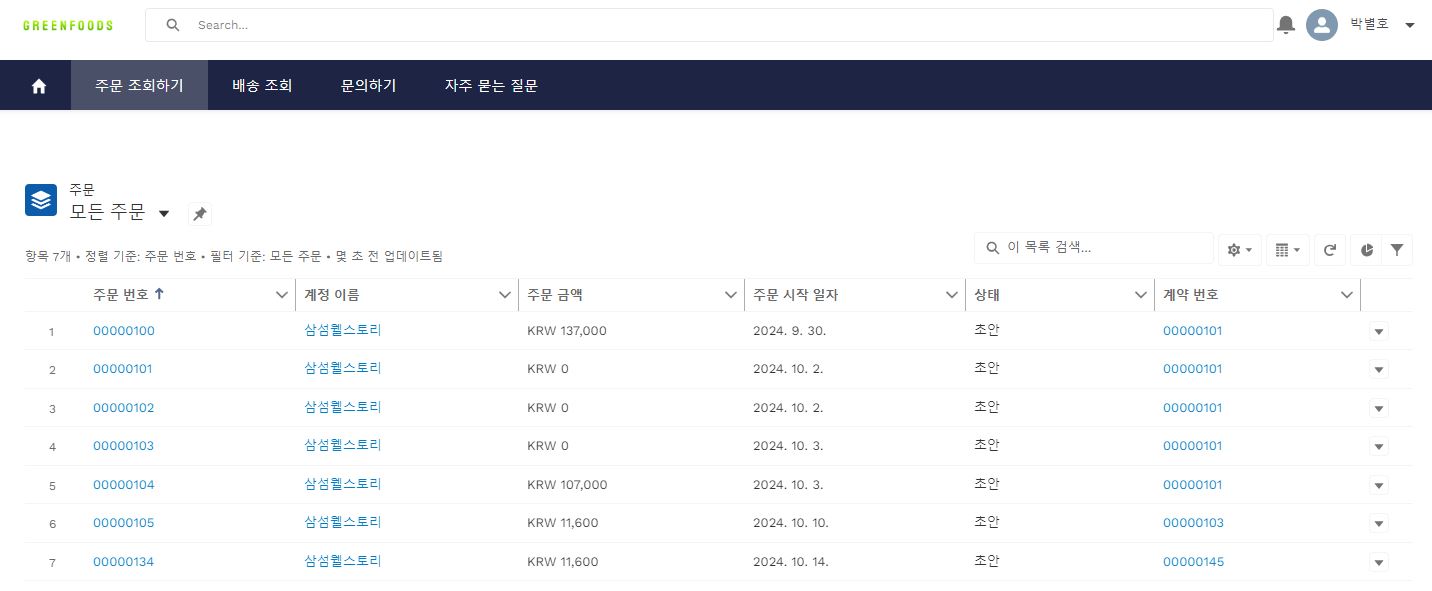 GREENFOODS
Search...
박별호
주문 조회하기 배송 조회 문의하기 자주 묻는 질문
주문
모든 주문
항목 7개 • 정렬 기준: 주문 번호 • 필터 기준: 모든 주문 • 몇 초 전 업데이트됨
이 목록 검색...
주문 번호 계정 이름 주문 금액 주문 시작 일자 상태 계약 번호
1 00000100 삼섬웰스토리 KRW 137,000 2024. 9. 30. 초안 00000101
2 00000101 삼섬웰스토리 KRW 0 2024. 10. 2. 초안 00000101
3 00000102 삼섬웰스토리 KRW 0 2024. 10. 2. 초안 00000101
4 00000103 삼섬웰스토리 KRW 0 2024. 10. 3. 초안 00000101
5 00000104 삼섬웰스토리 KRW 107,000 2024. 10. 3. 초안 00000101
6 00000105 삼섬웰스토리 KRW 11,600 2024. 10. 10. 초안 00000103
7 00000134 삼섬웰스토리 KRW 11,600 2024. 10. 14. 초안 00000145